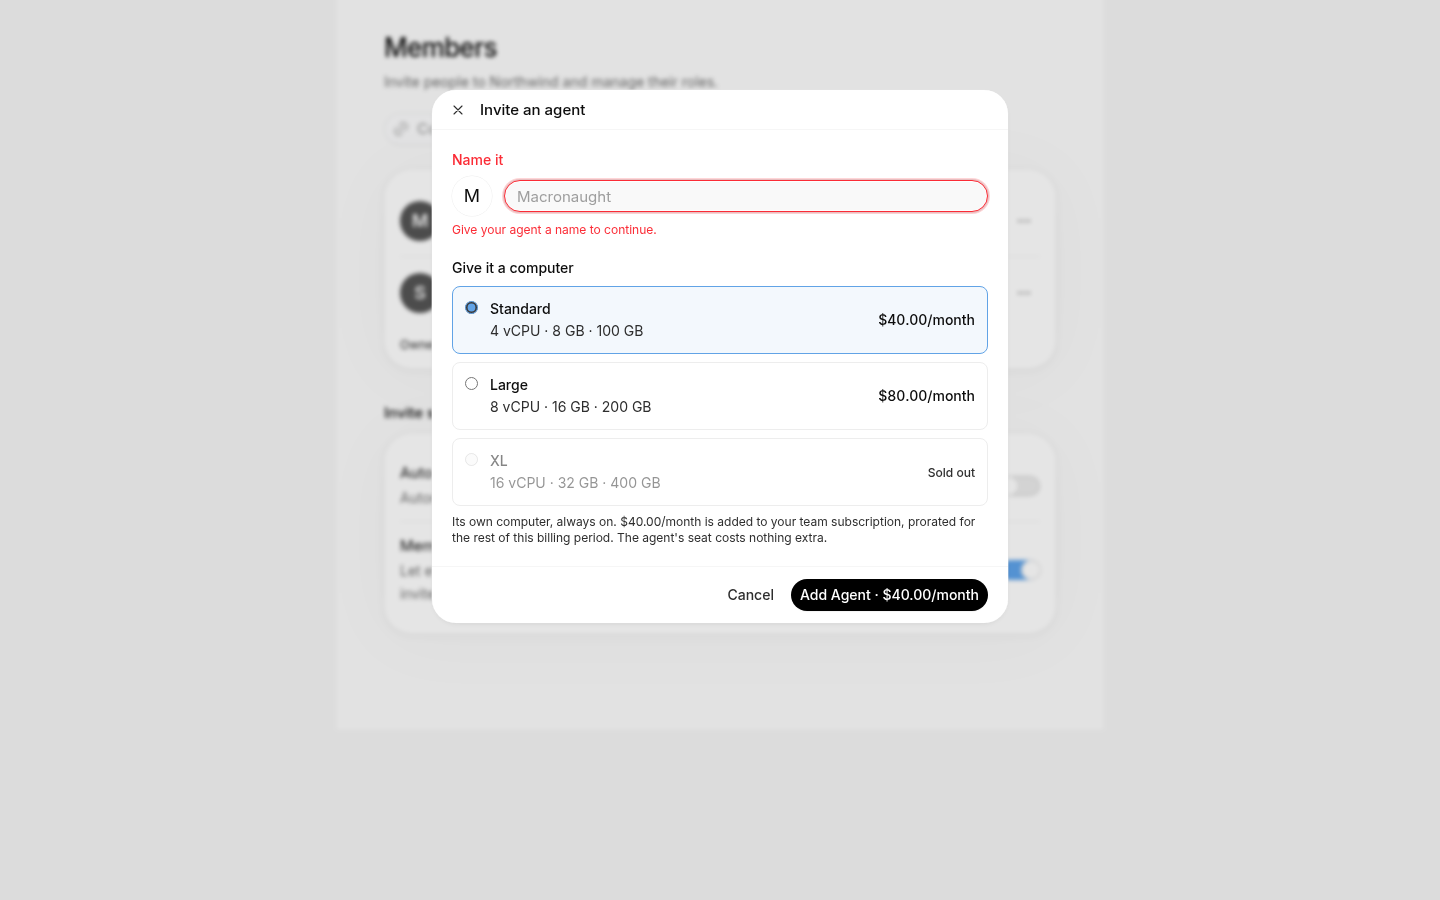 Members
Invite people to Northwind and manage their roles.
Invite an agent
Name it
M
Macronaught
Give your agent a name to continue.
Give it a computer
Standard
$40.00/month
4 vCPU · 8 GB · 100 GB
Large
$80.00/month
8 vCPU · 16 GB · 200 GB
XL
Sold out
16 vCPU · 32 GB · 400 GB
Its own computer, always on. $40.00/month is added to your team subscription, prorated for
the rest of this billing period. The agent's seat costs nothing extra.
Cancel
Add Agent · $40.00/month
M
S
Invite